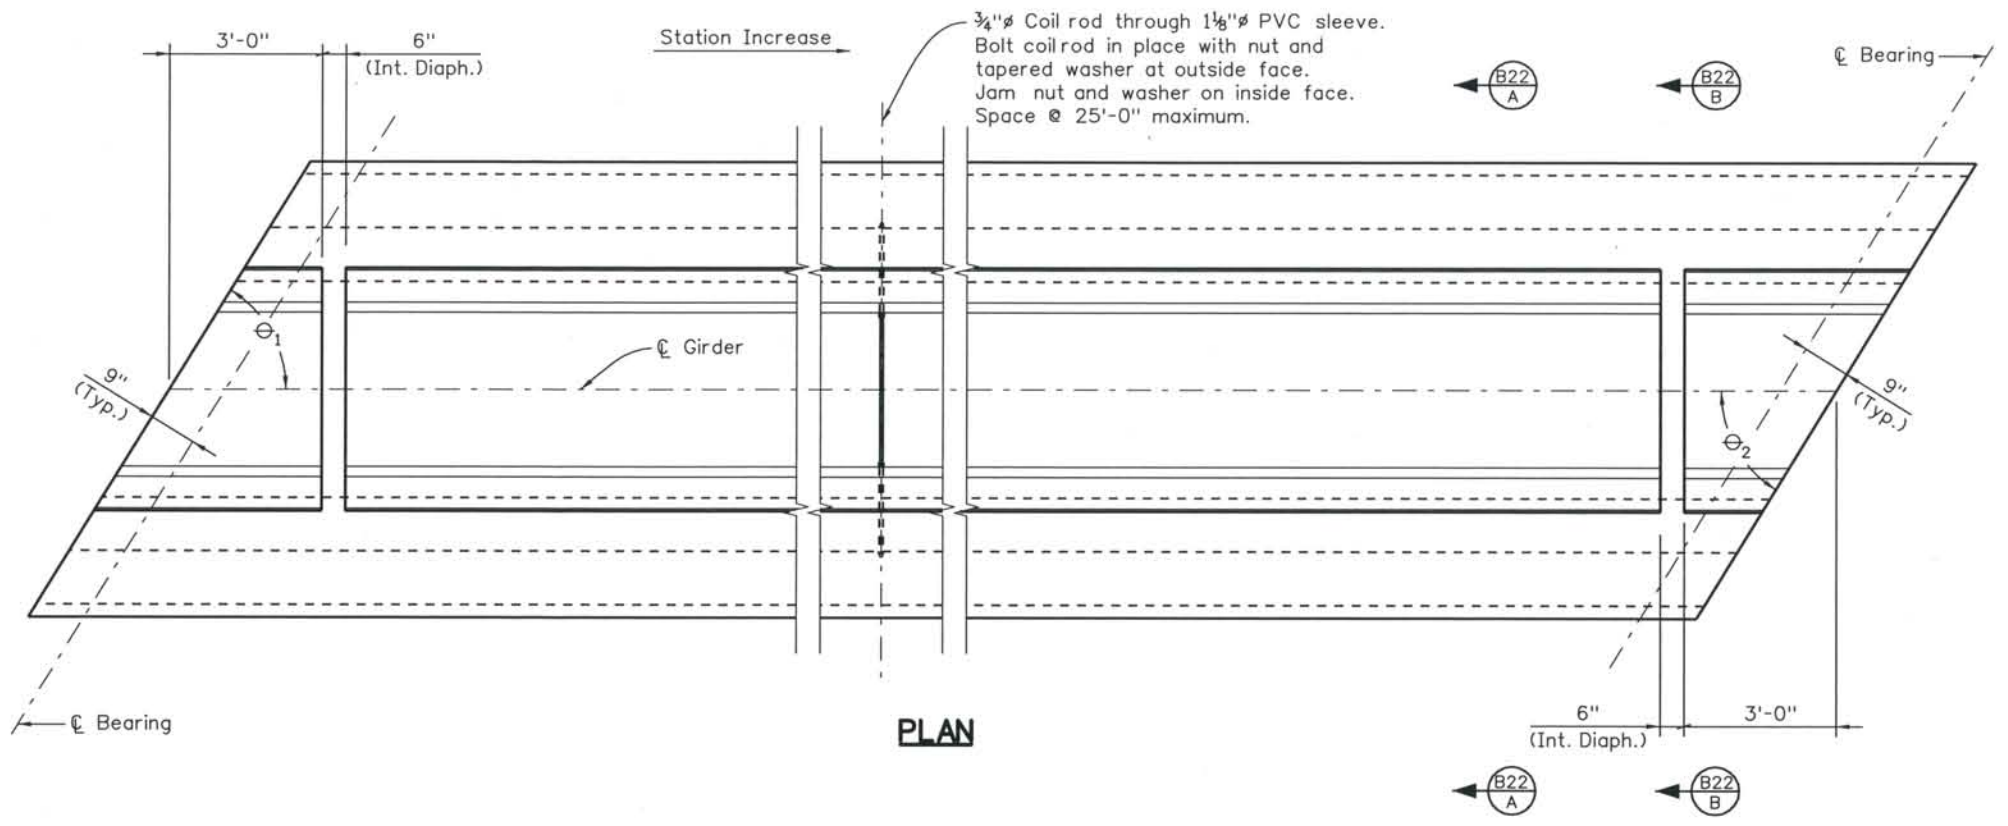 3'-0"
6"
(Int. Diaph.)
Station Increase
¾"ø Coil rod through 1⅛"ø PVC sleeve.
Bolt coil rod in place with nut and
tapered washer at outside face.
Jam nut and washer on inside face.
Space @ 25'-0" maximum.
B22
A
B22
B
℄ Bearing
Θ1
℄ Girder
9"
(Typ.)
9"
(Typ.)
Θ2
℄ Bearing
PLAN
6"
(Int. Diaph.)
3'-0"
B22
A
B22
B